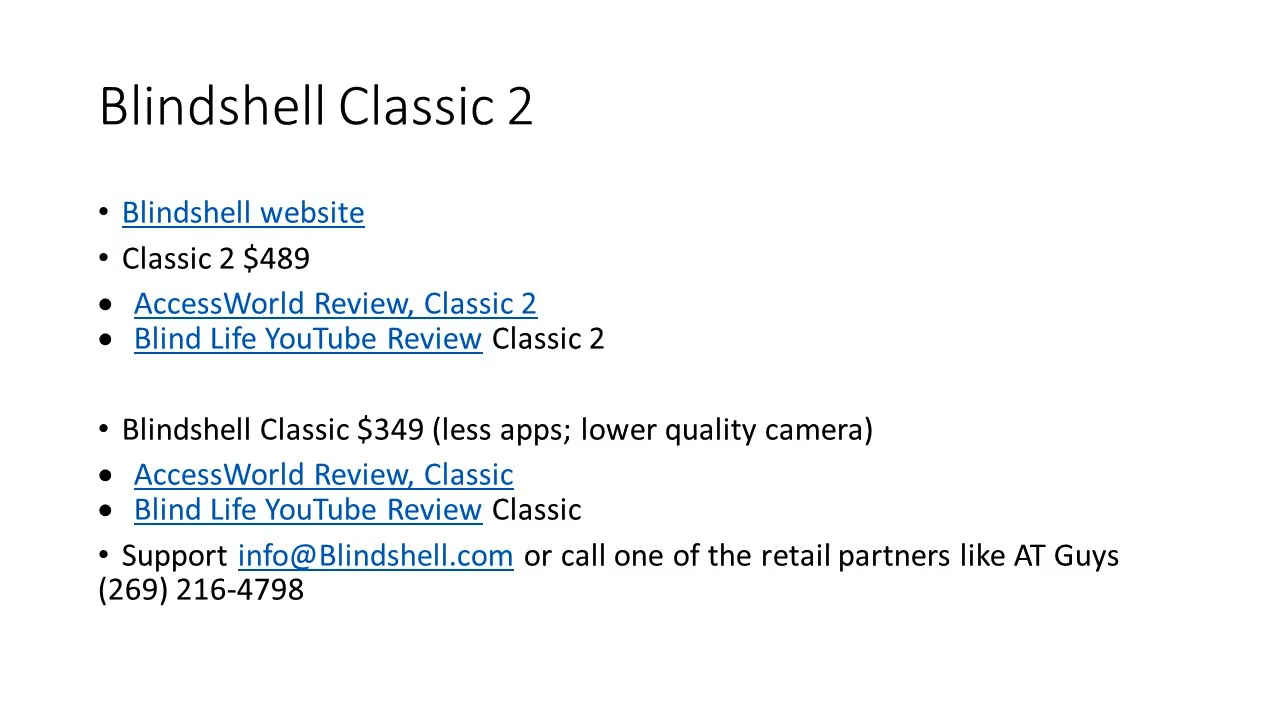 Blindshell Classic 2
• Blindshell website
• Classic 2 $489
• AccessWorld Review, Classic 2
• Blind Life YouTube Review Classic 2
• Blindshell Classic $349 (less apps; lower quality camera)
• AccessWorld Review, Classic
• Blind Life YouTube Review Classic
• Support info@Blindshell.com or call one of the retail partners like AT Guys
(269) 216-4798